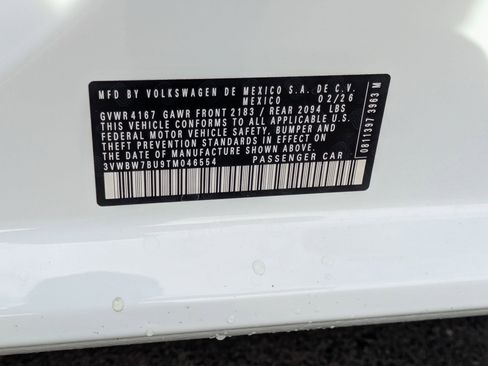 MFD BY VOLKSWAGEN DE MEXICO S.A. DE C.V.
MEXICO 02/26
GVWR 4167 GAWR FRONT 2183 / REAR 2094 LBS
THIS VEHICLE CONFORMS TO ALL APPLICABLE U.S.
FEDERAL MOTOR VEHICLE SAFETY, BUMPER AND
THEFT PREVENTION STANDARDS IN EFFECT ON
THE DATE OF MANUFACTURE SHOWN ABOVE.
3VWBW7BU9TM046554 PASSENGER CAR
0811397 3963 M